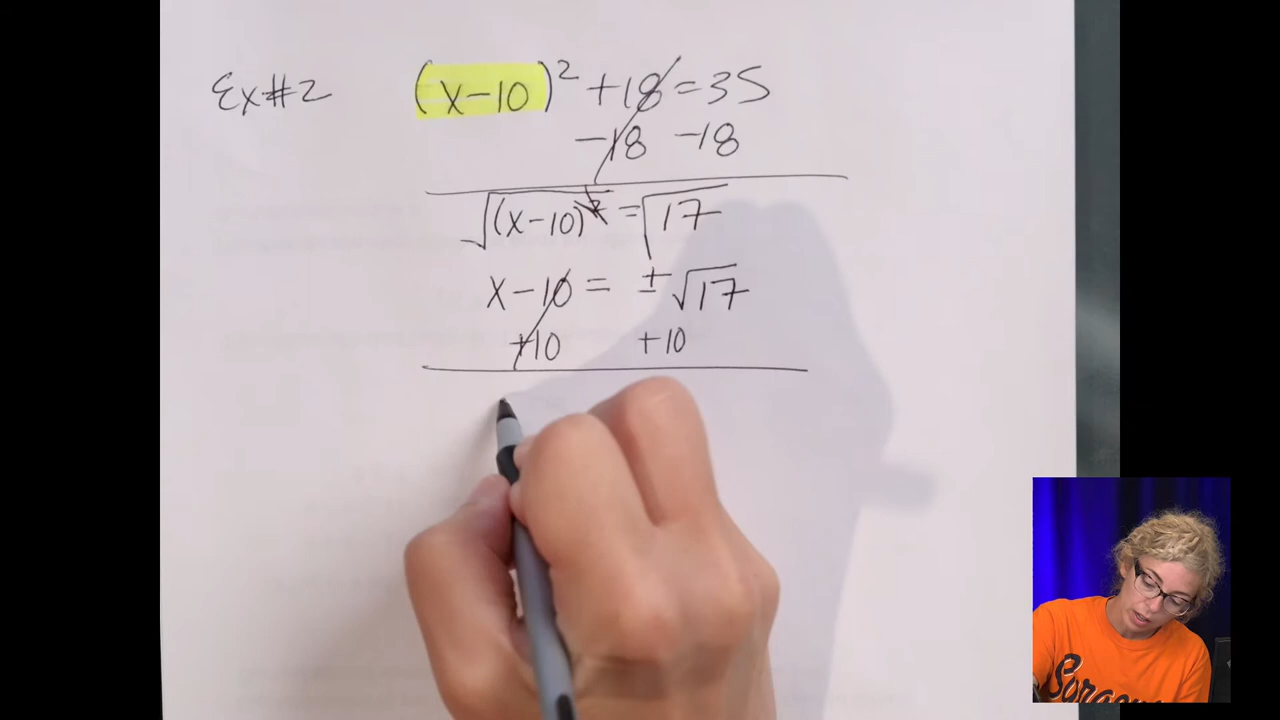 Ex#2 (x-10)² +18=35
-18 -18
√(x-10)² = √17
x-10 = ±√17
+10 +10